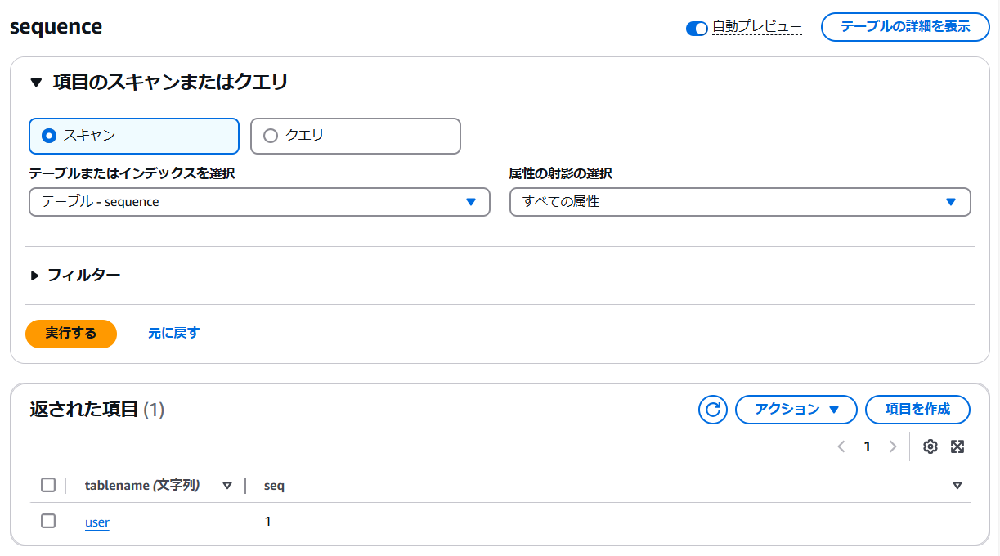 sequence
自動プレビュー
テーブルの詳細を表示
項目のスキャンまたはクエリ
スキャン
クエリ
テーブルまたはインデックスを選択
属性の射影の選択
テーブル - sequence
すべての属性
フィルター
実行する
元に戻す
返された項目 (1)
アクション
項目を作成
1
tablename (文字列)
seq
user
1